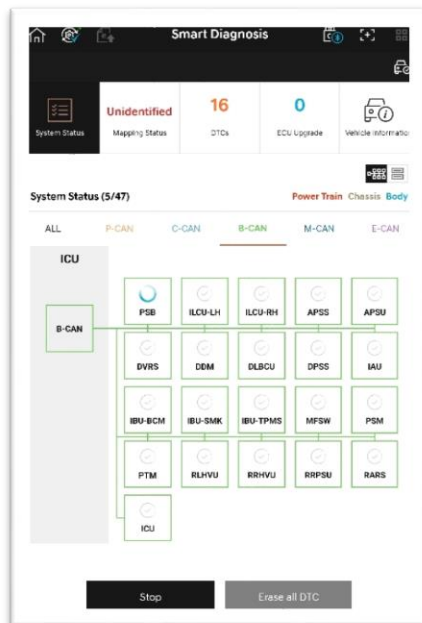 Smart Diagnosis
Unidentified
16
0
System Status
Mapping Status
DTCs
ECU Upgrade
Vehicle Informatio
System Status (5/47)
Power Train Chassis Body
ALL P-CAN C-CAN B-CAN M-CAN E-CAN
ICU
B-CAN
PSB ILCU-LH ILCU-RH APSS APSU
DVRS DDM DLBCU DPSS IAU
IBU-BCM IBU-SMK IBU-TPMS MFSW PSM
PTM RLHVU RRHVU RRPSU RARS
ICU
Stop Erase all DTC